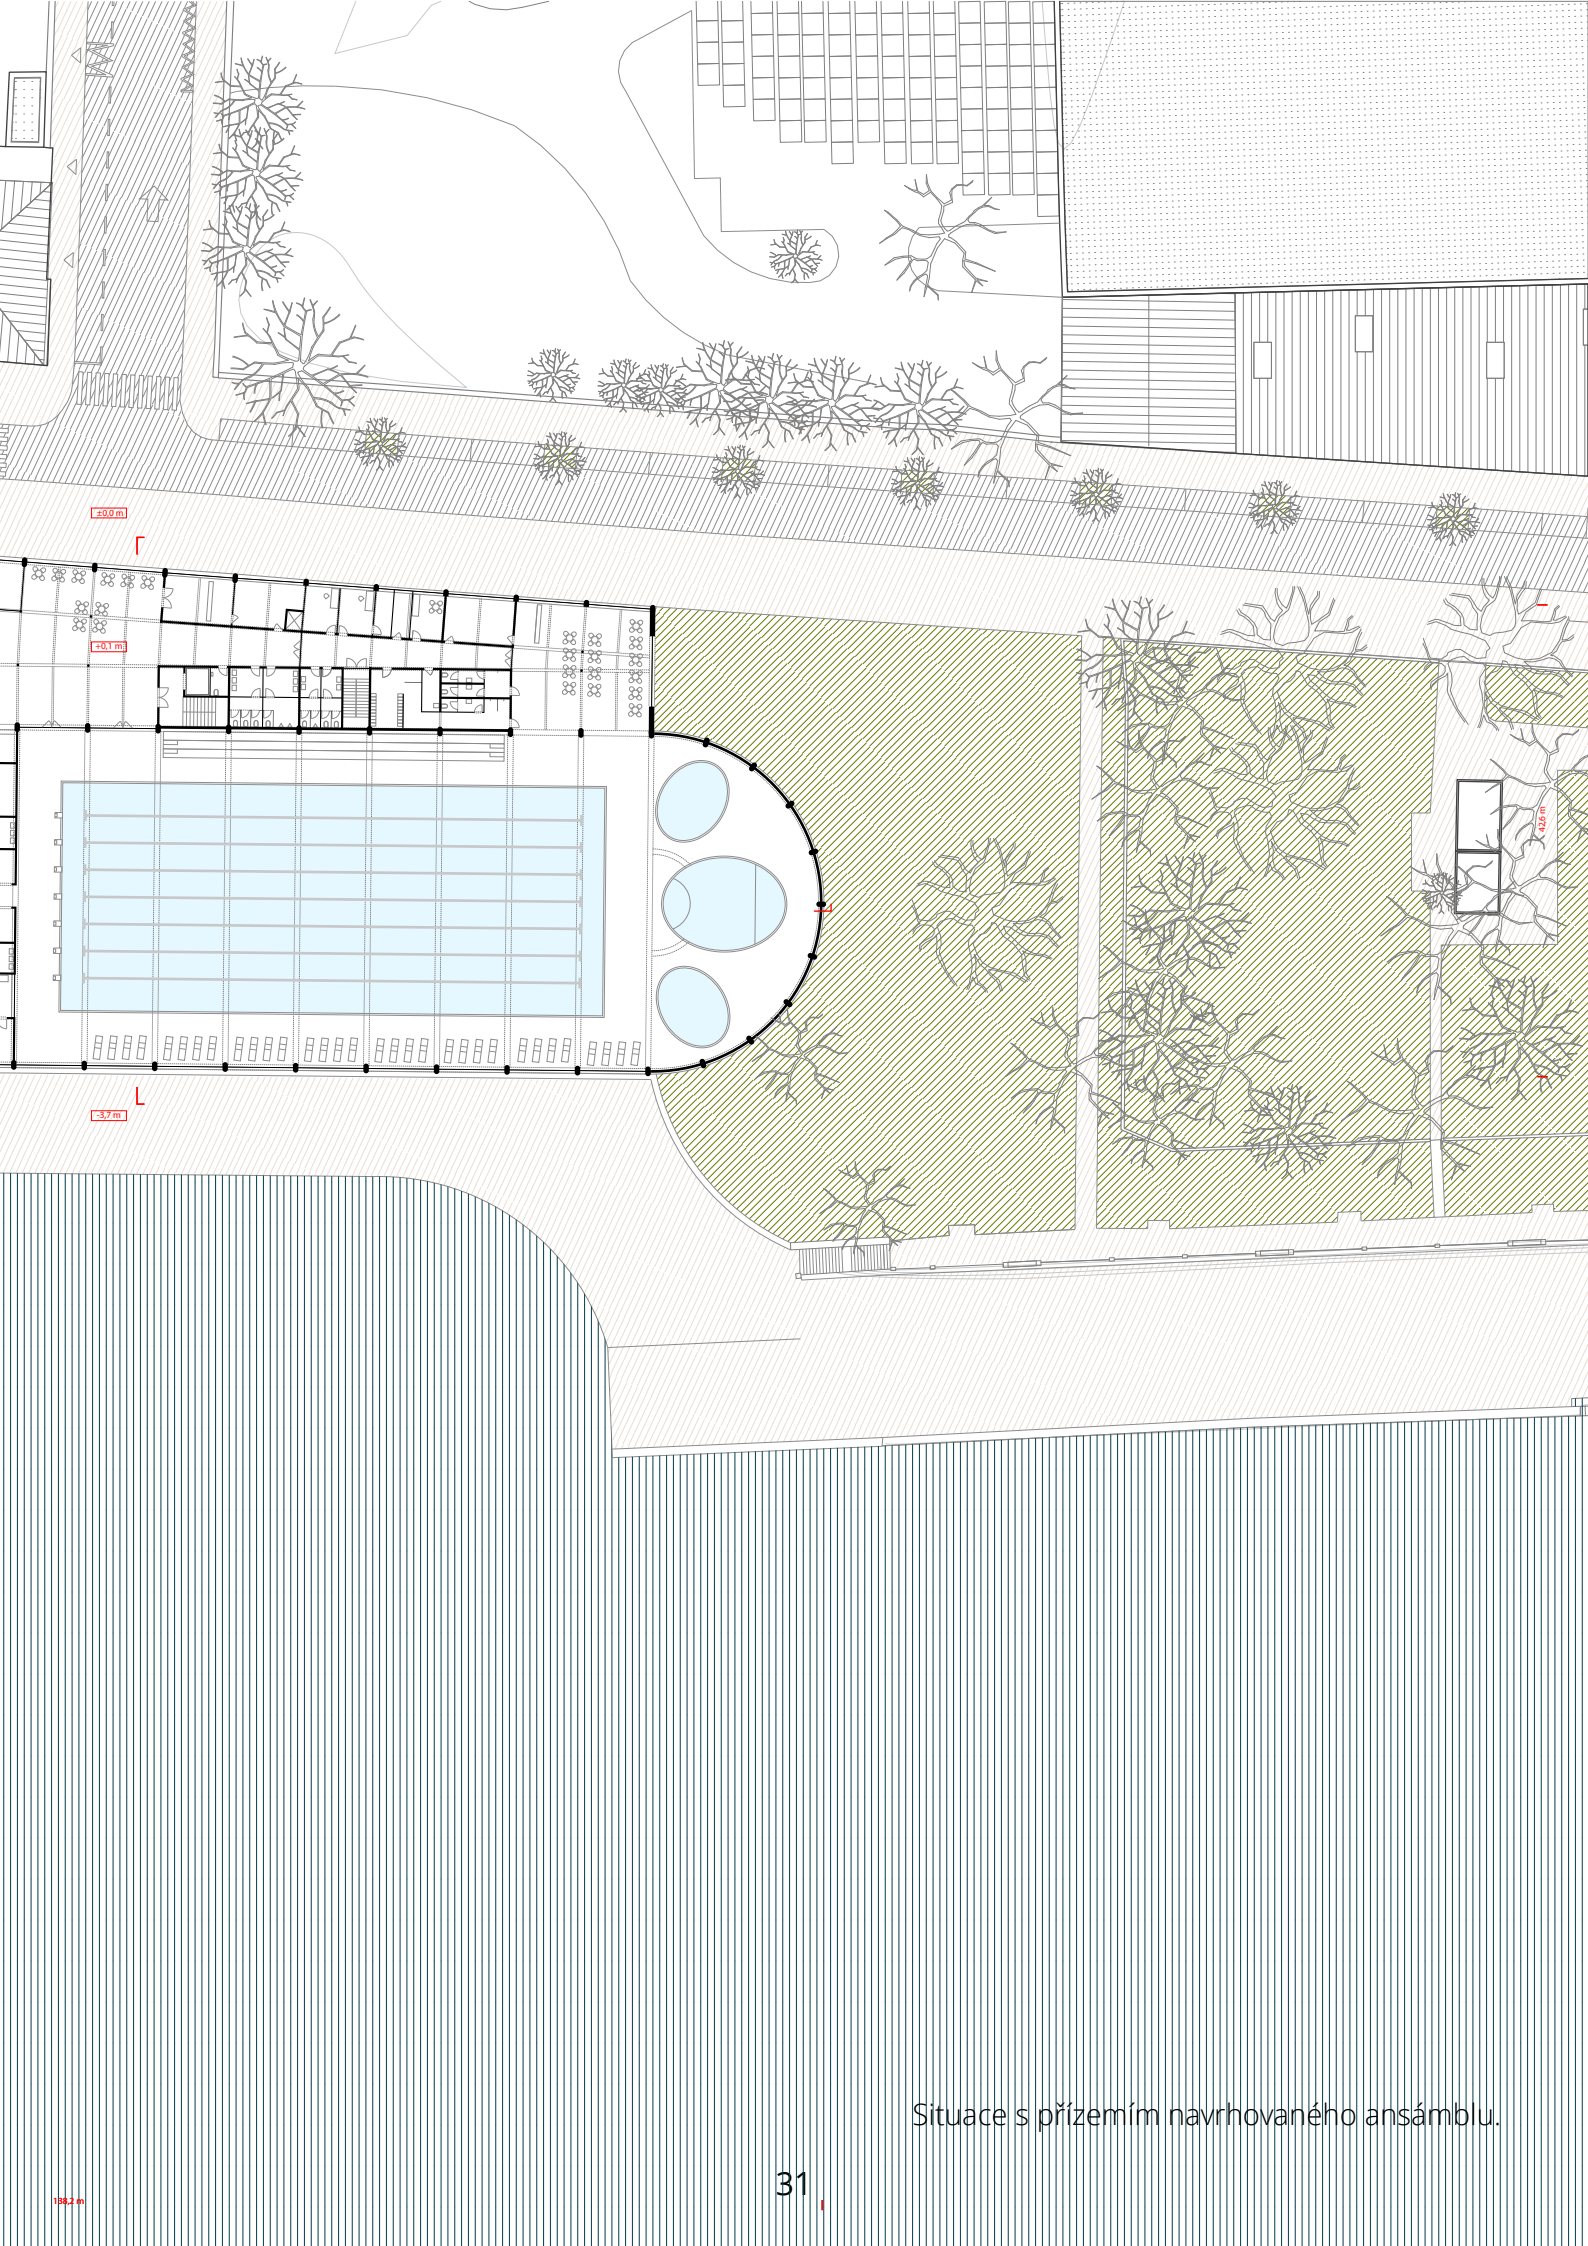 ±0,0 m
+0,1 m
42,6 m
-3,7 m
Situace s přízemím navrhovaného ansámblu.
31
138,2 m